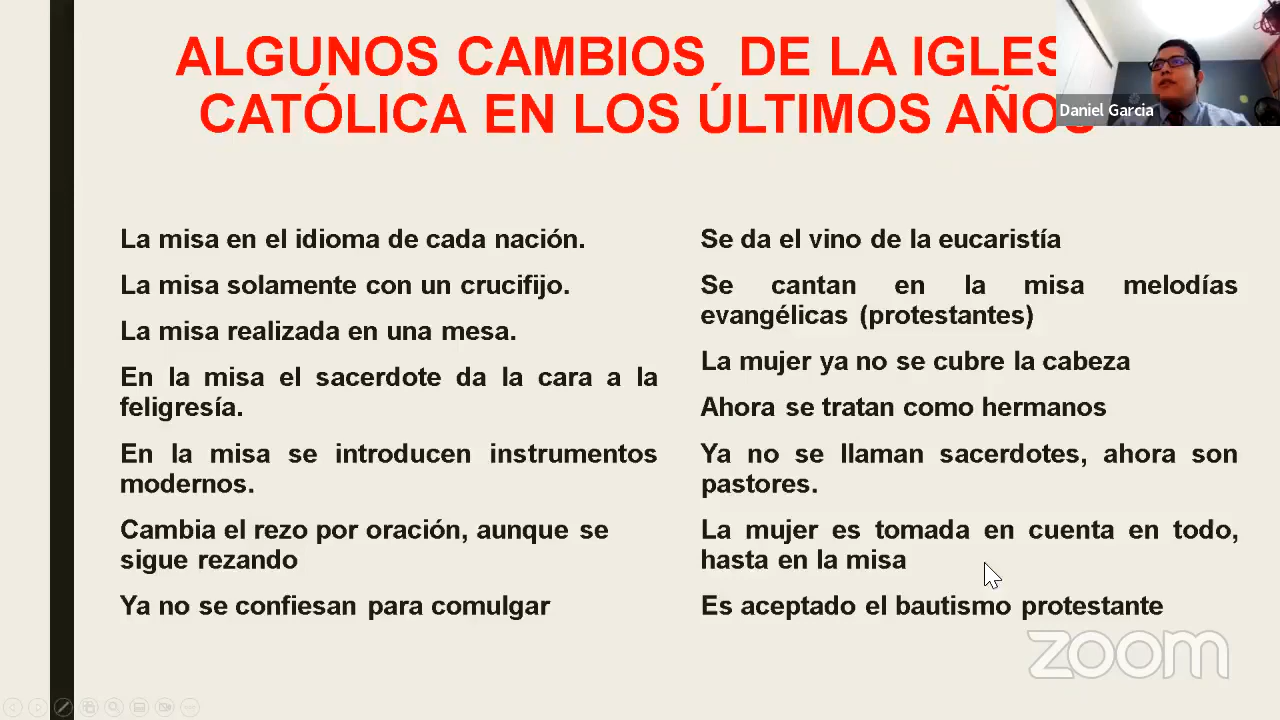 ALGUNOS CAMBIOS DE LA IGLES
CATÓLICA EN LOS ÚLTIMOS AÑOS
Daniel Garcia
La misa en el idioma de cada nación.
La misa solamente con un crucifijo.
La misa realizada en una mesa.
En la misa el sacerdote da la cara a la
feligresía.
En la misa se introducen instrumentos
modernos.
Cambia el rezo por oración, aunque se
sigue rezando
Ya no se confiesan para comulgar
Se da el vino de la eucaristía
Se cantan en la misa melodías
evangélicas (protestantes)
La mujer ya no se cubre la cabeza
Ahora se tratan como hermanos
Ya no se llaman sacerdotes, ahora son
pastores.
La mujer es tomada en cuenta en todo,
hasta en la misa
Es aceptado el bautismo protestante
zoom